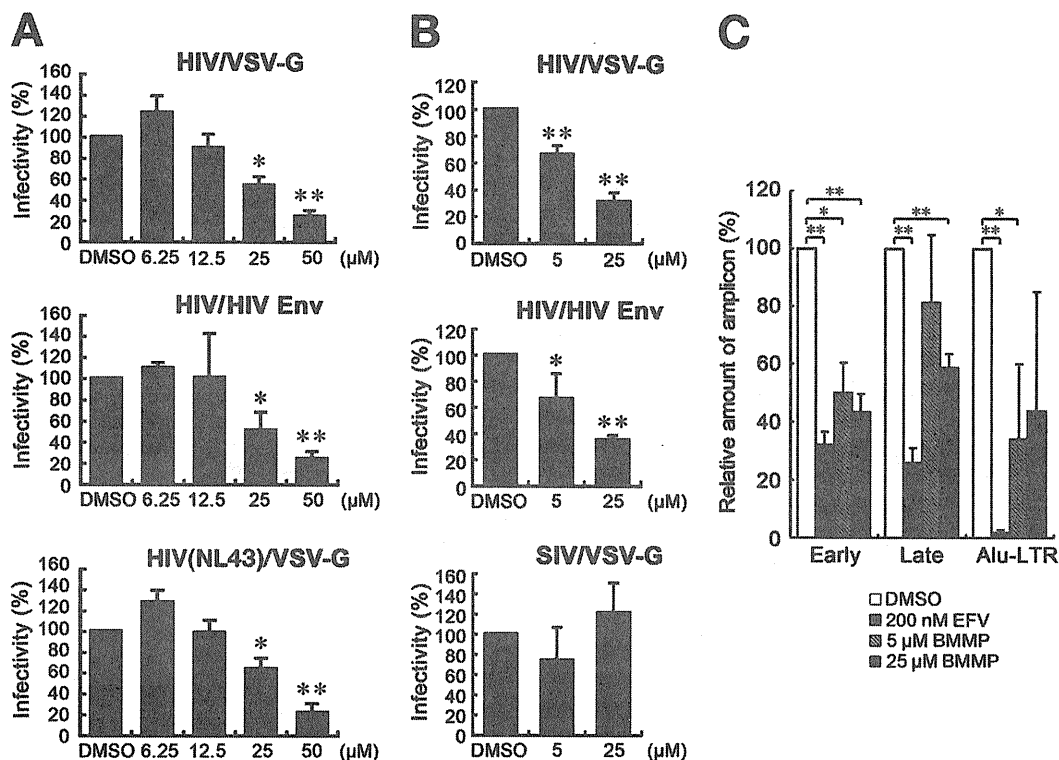 A
HIV/VSV-G
Infectivity (%)
160
140
120
100
80
60
40
20
0
*
**
DMSO 6.25 12.5 25 50 (µM)
HIV/HIV Env
Infectivity (%)
160
140
120
100
80
60
40
20
0
*
**
DMSO 6.25 12.5 25 50 (µM)
HIV(NL43)/VSV-G
Infectivity (%)
160
140
120
100
80
60
40
20
0
*
**
DMSO 6.25 12.5 25 50 (µM)
B
HIV/VSV-G
Infectivity (%)
120
100
80
60
40
20
0
**
**
DMSO 5 25 (µM)
HIV/HIV Env
Infectivity (%)
120
100
80
60
40
20
0
*
**
DMSO 5 25 (µM)
SIV/VSV-G
Infectivity (%)
160
140
120
100
80
60
40
20
0
DMSO 5 25 (µM)
C
Relative amount of amplicon (%)
120
100
80
60
40
20
0
**
*
**
**
**
*
**
Early Late Alu-LTR
DMSO
200 nM EFV
5 µM BMMP
25 µM BMMP